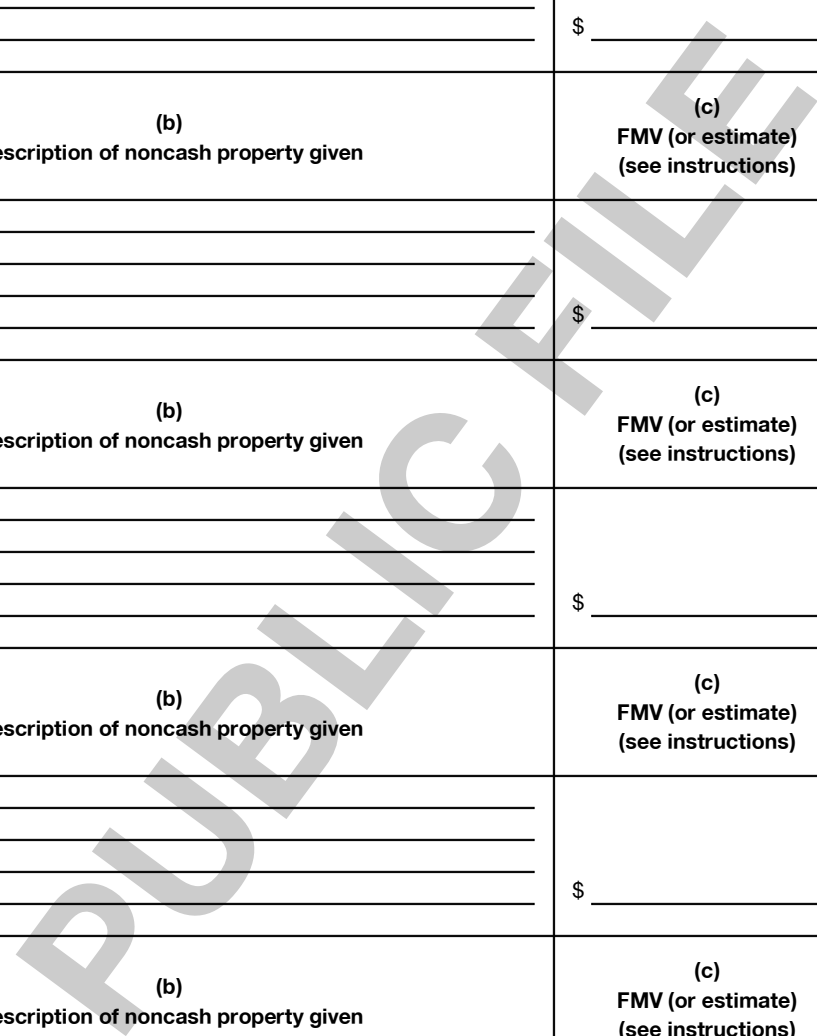 $
(b)
escription of noncash property given
(c)
FMV (or estimate)
(see instructions)
$
(b)
escription of noncash property given
(c)
FMV (or estimate)
(see instructions)
$
(b)
escription of noncash property given
(c)
FMV (or estimate)
(see instructions)
$
(b)
escription of noncash property given
(c)
FMV (or estimate)
(see instructions)
PUBLIC FILE